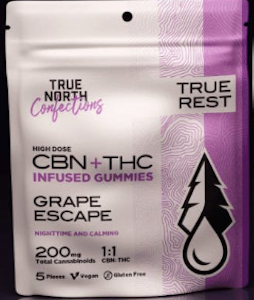 TRUE NORTH
Confections
TRUE
REST
HIGH DOSE
CBN+THC
INFUSED GUMMIES
GRAPE
ESCAPE
NIGHTTIME AND CALMING
200mg
Total Cannabinoids
1:1
CBN: THC
5 Pieces
Vegan
Gluten Free